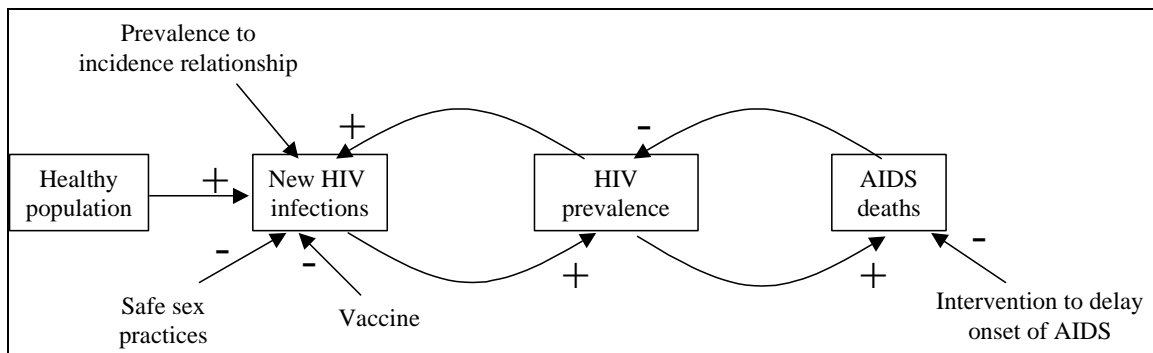 Prevalence to
incidence relationship
+
-
Healthy
population
+
New HIV
infections
HIV
prevalence
AIDS
deaths
-
-
+
+
-
Safe sex
practices
Vaccine
Intervention to delay
onset of AIDS